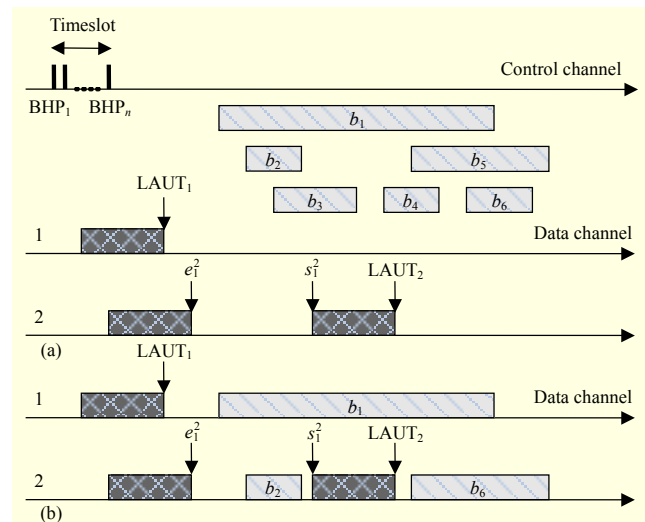 Timeslot
Control channel
BHP₁ BHPₙ
b₁
b₂ b₅
b₃ b₄ b₆
LAUT₁
1 Data channel
e₁² s₁² LAUT₂
2
(a)
LAUT₁
1 b₁ Data channel
e₁² s₁² LAUT₂
2 b₂ b₆
(b)